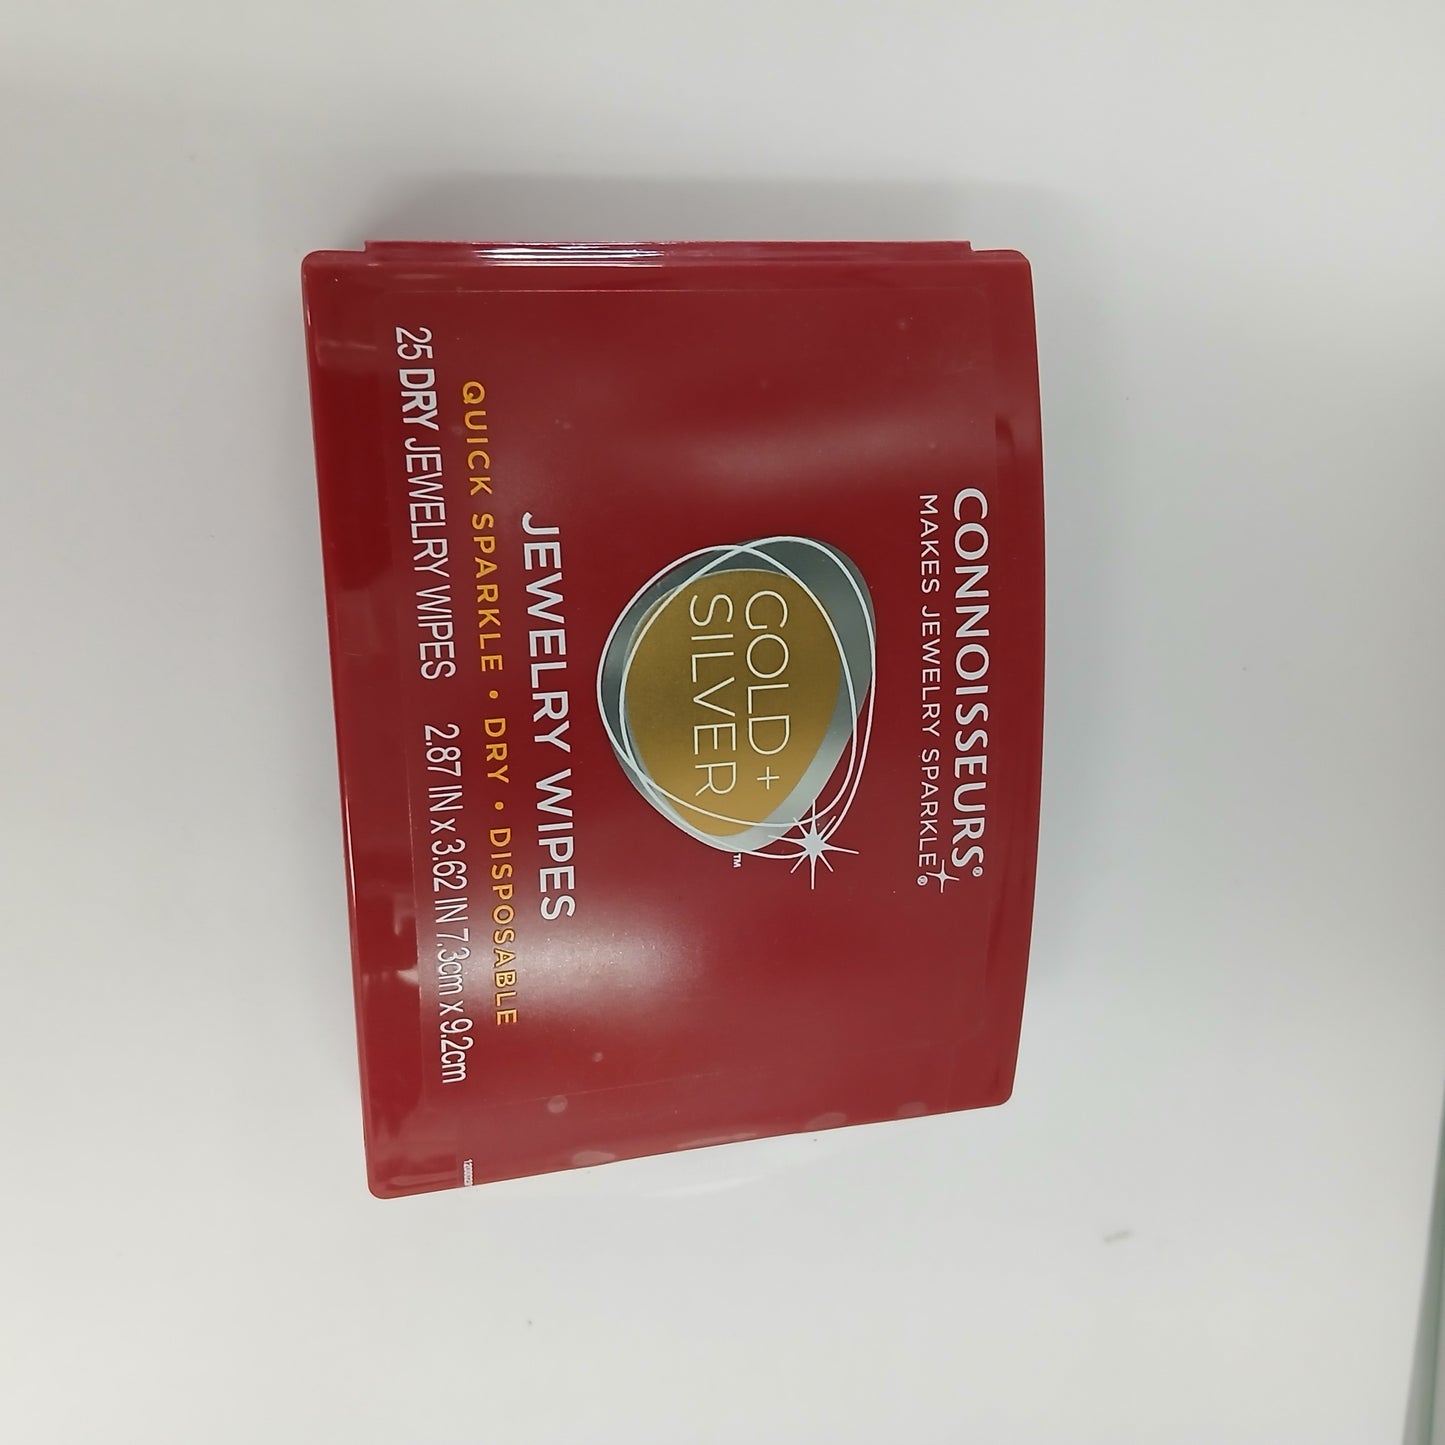 CONNOISSEURS®
MAKES JEWELRY SPARKLE®
GOLD+
SILVER™
JEWELRY WIPES
QUICK SPARKLE • DRY • DISPOSABLE
25 DRY JEWELRY WIPES 2.87 IN x 3.62 IN 7.3cm x 9.2cm